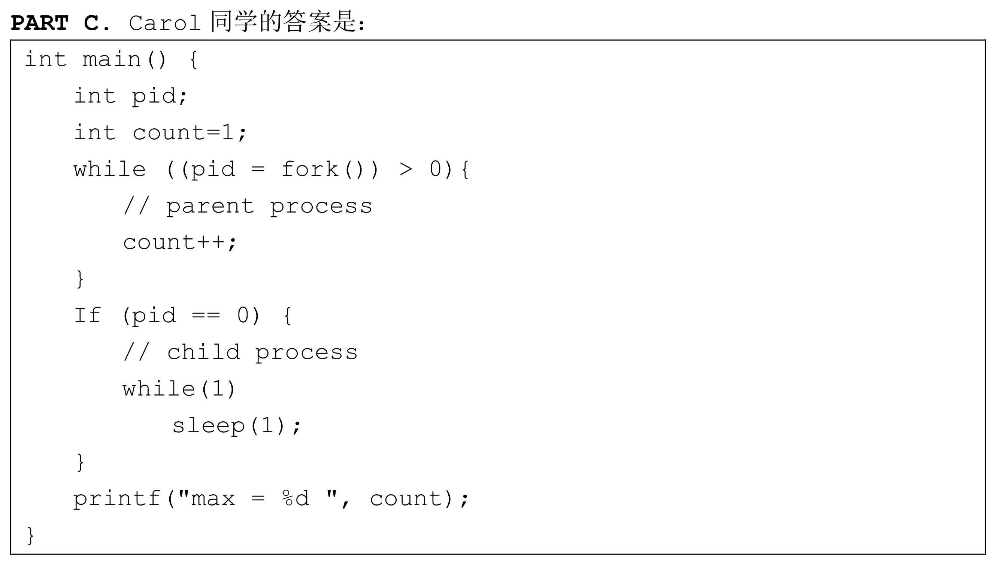 PART C. Carol 同学的答案是：
int main() {
int pid;
int count=1;
while ((pid = fork()) > 0){
// parent process
count++;
}
If (pid == 0) {
// child process
while(1)
sleep(1);
}
printf("max = %d ", count);
}